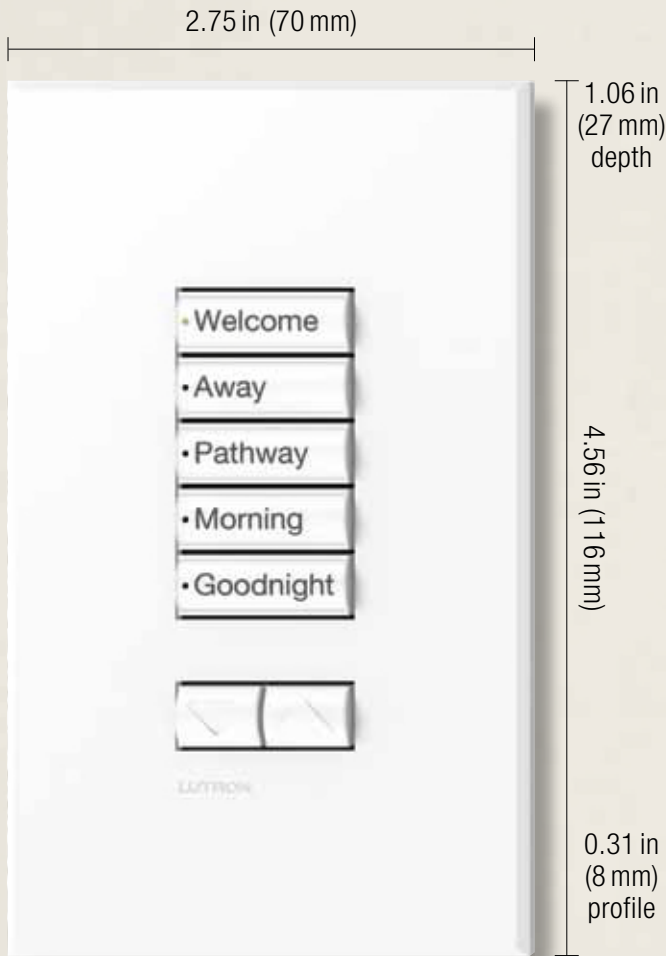 2.75 in (70 mm)
1.06 in
(27 mm)
depth
Welcome
Away
Pathway
Morning
Goodnight
4.56 in (116 mm)
LUTRON
0.31 in
(8 mm)
profile